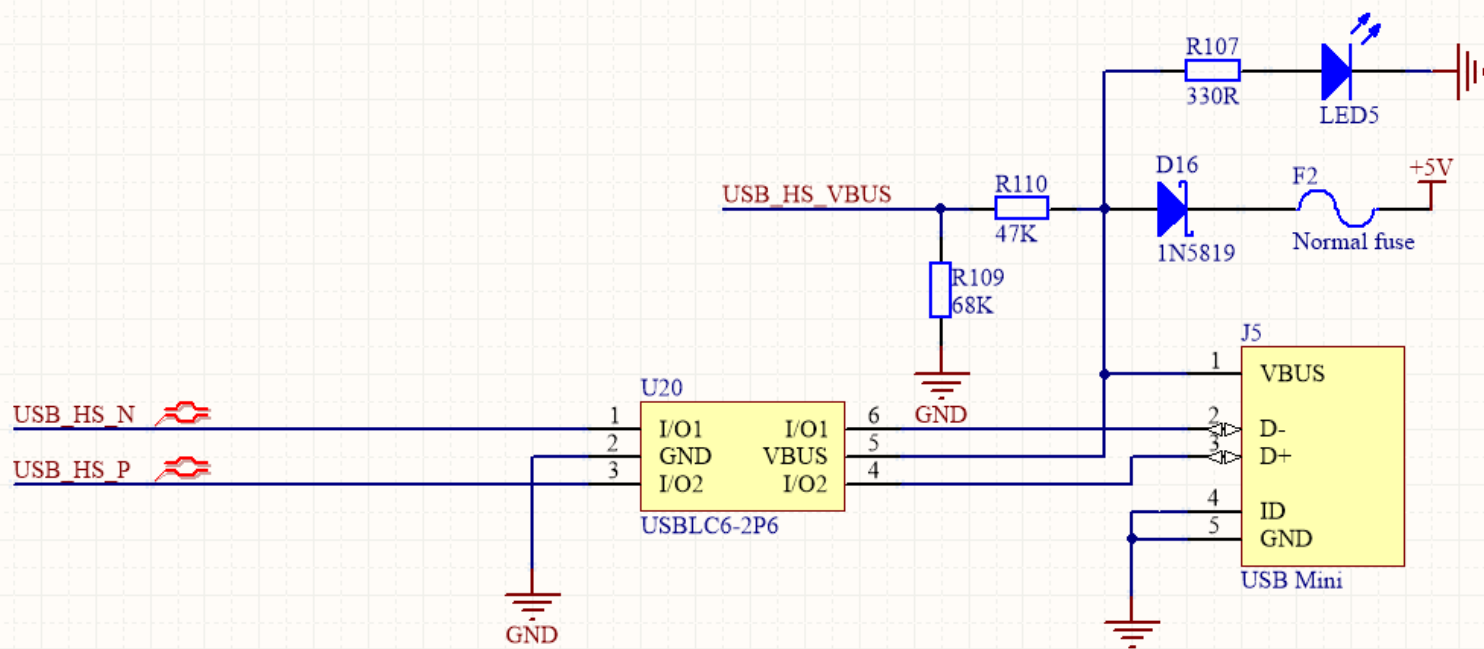 R107
330R
LED5
D16
1N5819
F2
Normal fuse
+5V
USB_HS_VBUS
R110
47K
R109
68K
GND
J5
1 VBUS
2 D-
3 D+
4 ID
5 GND
USB Mini
U20
1 I/O1 I/O1 6
2 GND VBUS 5
3 I/O2 I/O2 4
USBLC6-2P6
USB_HS_N
USB_HS_P
GND